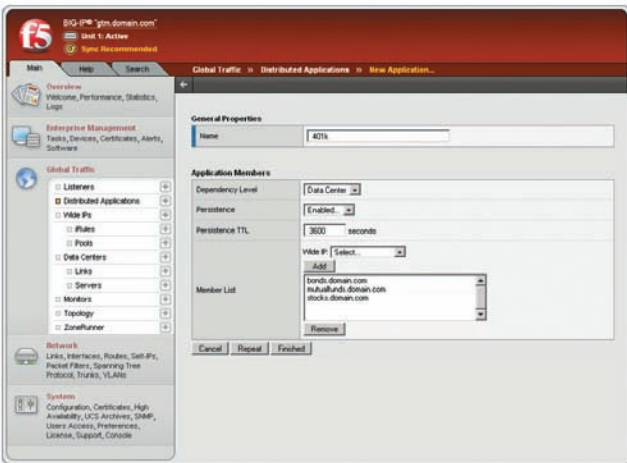 f5
BIG-IP® "gtm.domain.com"
Unit 1: Active
Sync Recommended
Main Help Search
Global Traffic » Distributed Applications » New Application...
Overview
Welcome, Performance, Statistics,
Logs
Enterprise Management
Tasks, Devices, Certificates, Alerts,
Software
Global Traffic
Listeners
Distributed Applications
Wide IPs
iRules
Pools
Data Centers
Links
Servers
Monitors
Topology
ZoneRunner
Network
Links, Interfaces, Routes, Self-IPs,
Packet Filters, Spanning Tree
Protocol, Trunks, VLANs
System
Configuration, Certificates, High
Availability, UCS Archives, SNMP,
Users Access, Preferences,
License, Support, Console
General Properties
Name 401k
Application Members
Dependency Level Data Center
Persistence Enabled...
Persistence TTL 3600 seconds
Wide IP: Select...
Add
Member List
bonds.domain.com
mutualfunds.domain.com
stocks.domain.com
Remove
Cancel Repeat Finished